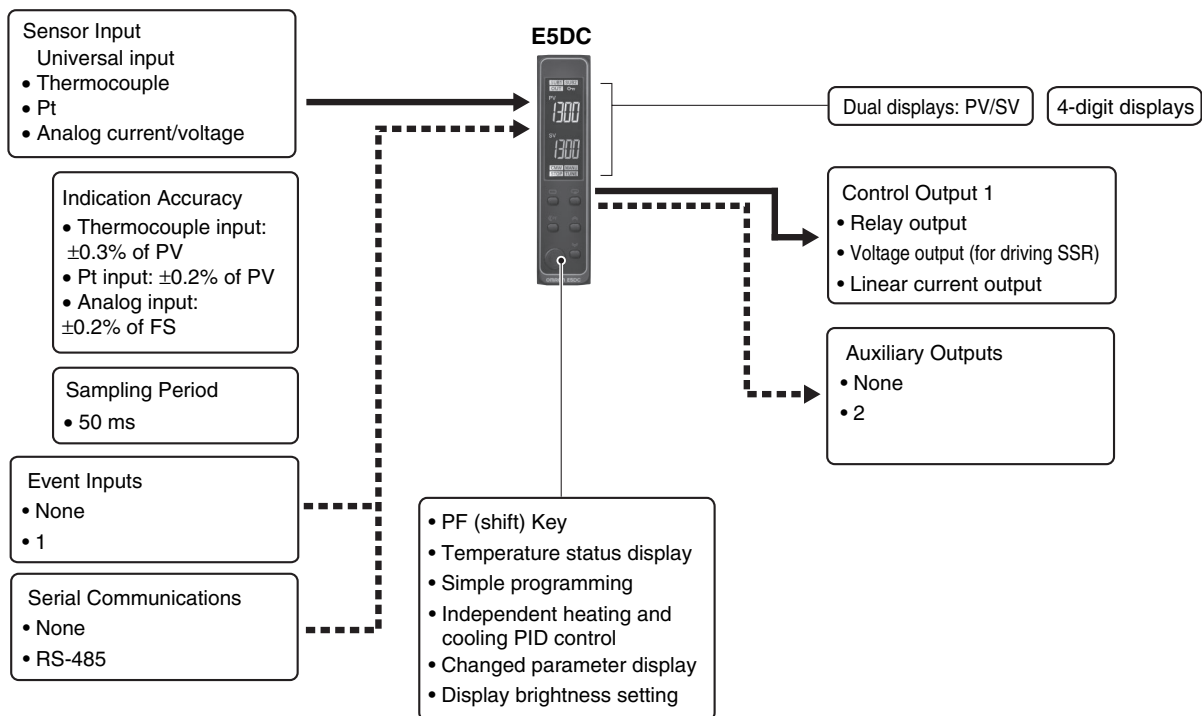 Sensor Input
Universal input
• Thermocouple
• Pt
• Analog current/voltage
Indication Accuracy
• Thermocouple input:
±0.3% of PV
• Pt input: ±0.2% of PV
• Analog input:
±0.2% of FS
Sampling Period
• 50 ms
Event Inputs
• None
• 1
Serial Communications
• None
• RS-485
E5DC
PV
1300
SV
1300
• PF (shift) Key
• Temperature status display
• Simple programming
• Independent heating and
cooling PID control
• Changed parameter display
• Display brightness setting
Dual displays: PV/SV
4-digit displays
Control Output 1
• Relay output
• Voltage output (for driving SSR)
• Linear current output
Auxiliary Outputs
• None
• 2